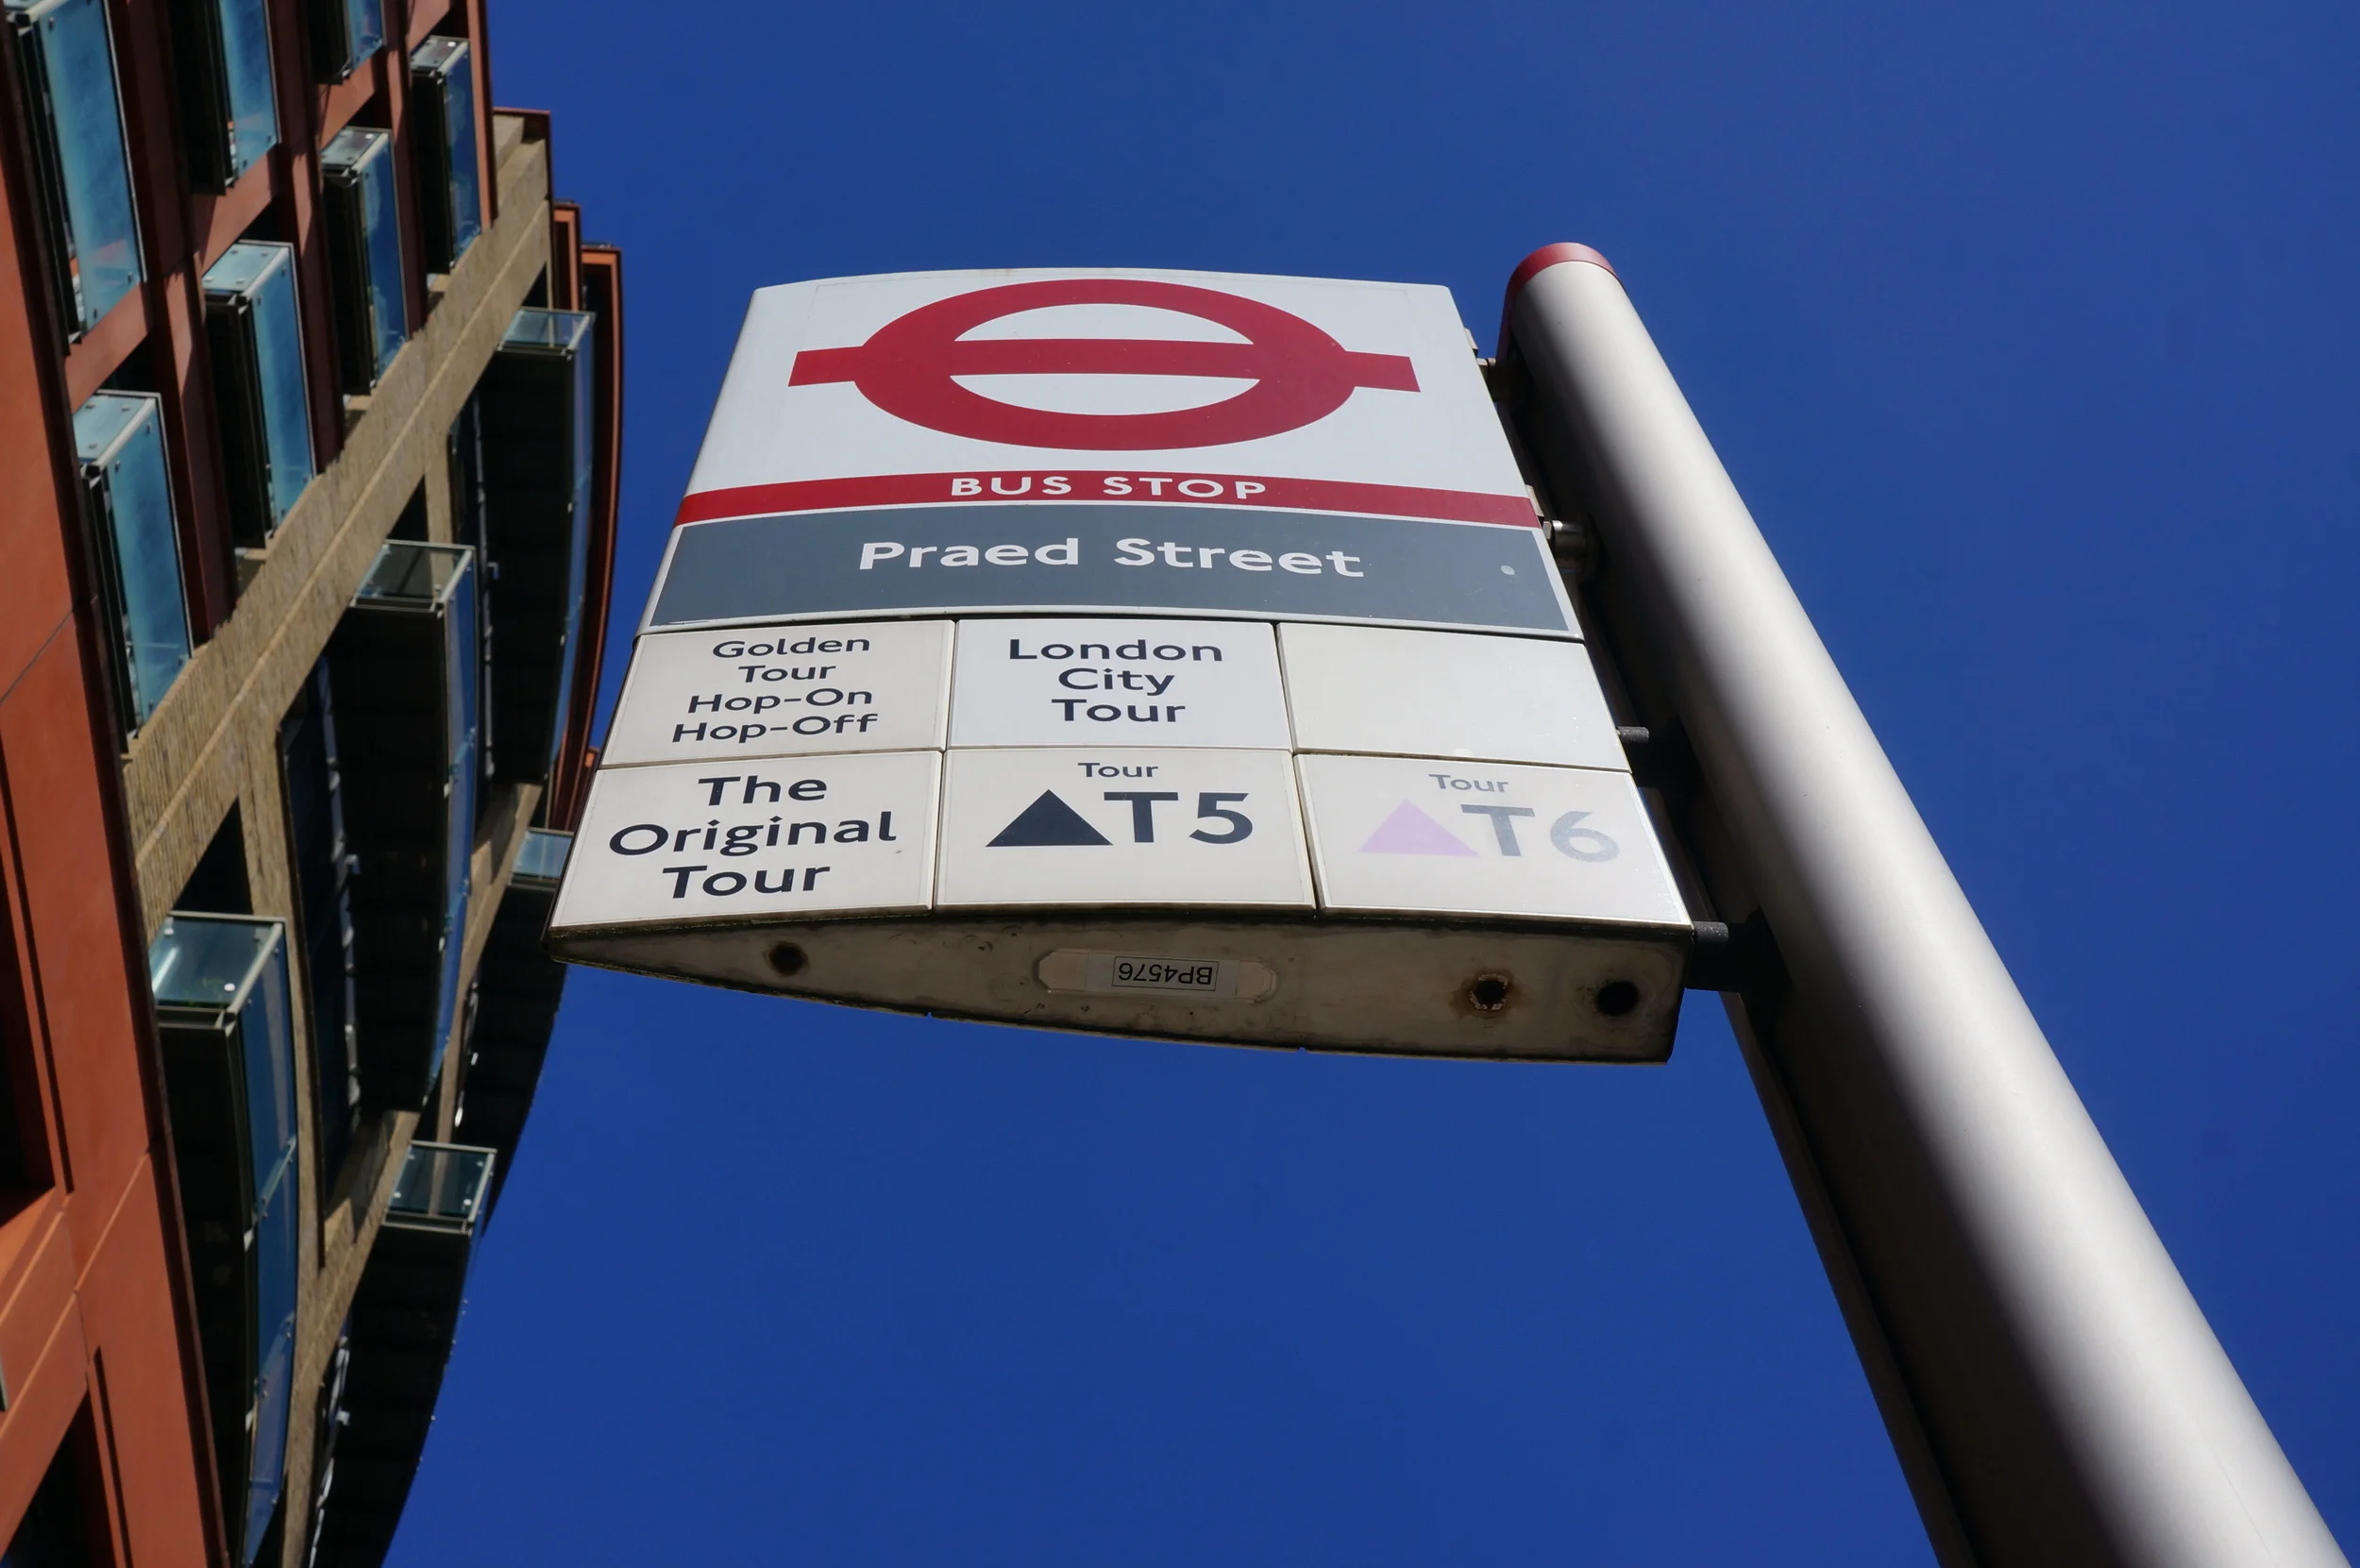 BUS STOP
Praed Street
Golden
Tour
Hop-On
Hop-Off
London
City
Tour
The
Original
Tour
Tour
T5
Tour
T6
BP4576